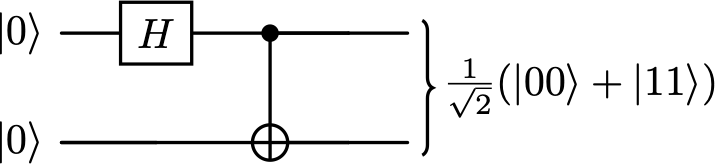 |0⟩ H
|0⟩
1/√2(|00⟩ + |11⟩)